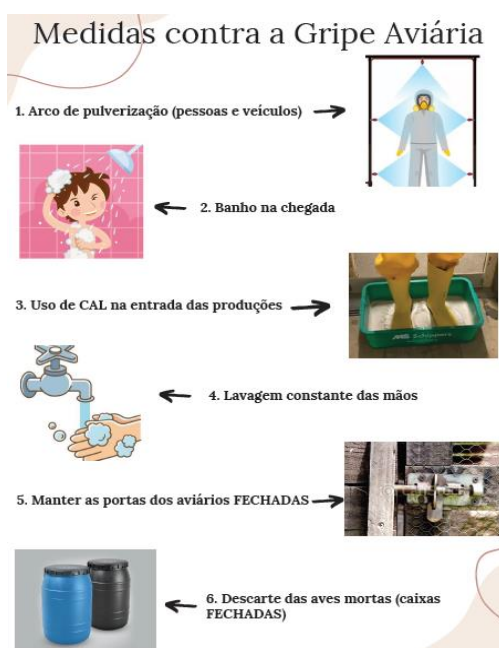 Medidas contra a Gripe Aviária
1. Arco de pulverização (pessoas e veículos)
2. Banho na chegada
3. Uso de CAL na entrada das produções
4. Lavagem constante das mãos
5. Manter as portas dos aviários FECHADAS
6. Descarte das aves mortas (caixas
FECHADAS)